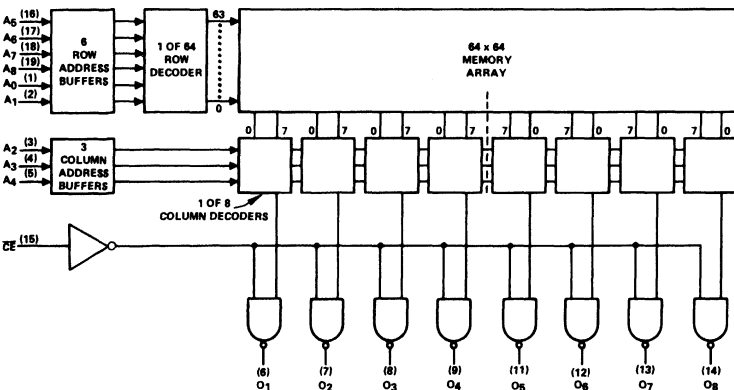 A5 (16)
A6 (17)
A7 (18)
A8 (19)
A0 (1)
A1 (2)
6
ROW
ADDRESS
BUFFERS
1 OF 64
ROW
DECODER
63
0
64 x 64
MEMORY
ARRAY
0 7 0 7 0 7 0 7 7 0 7 0 7 0 7 0
A2 (3)
A3 (4)
A4 (5)
3
COLUMN
ADDRESS
BUFFERS
1 OF 8
COLUMN DECODERS
CE (15)
(6) (7) (8) (9) (11) (12) (13) (14)
O1 O2 O3 O4 O5 O6 O7 O8